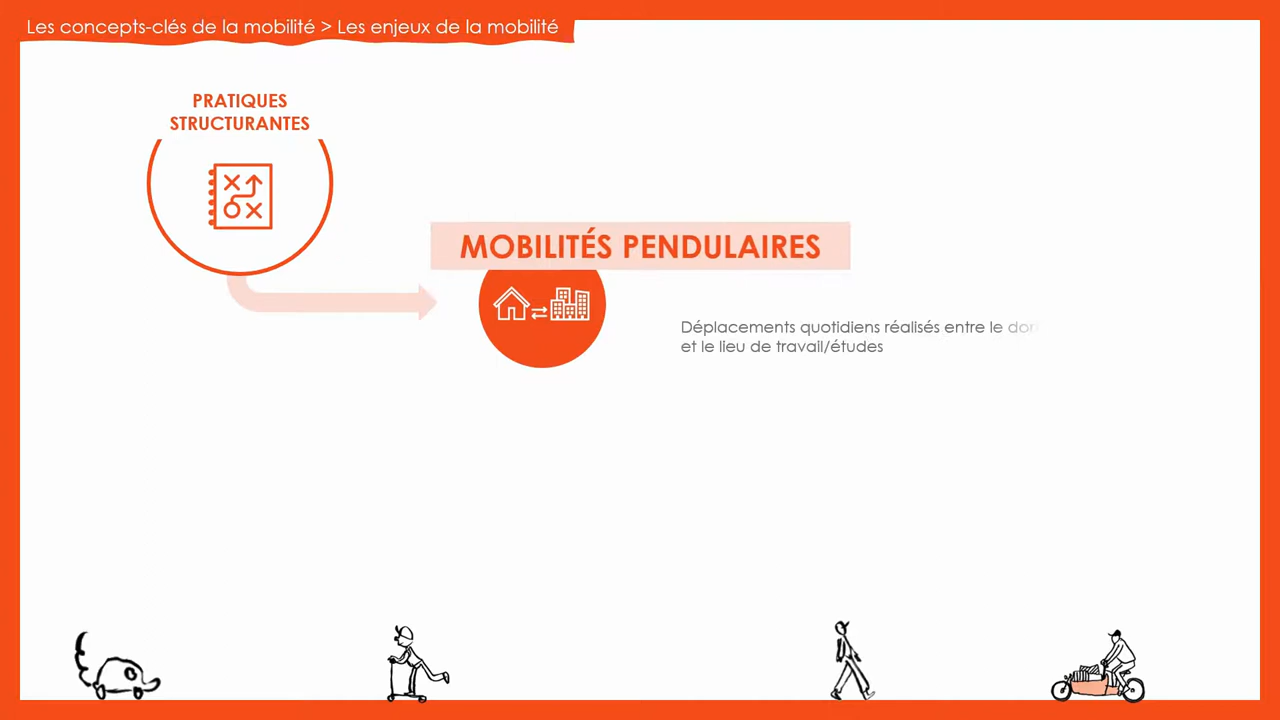 Les concepts-clés de la mobilité > Les enjeux de la mobilité
PRATIQUES
STRUCTURANTES
MOBILITÉS PENDULAIRES
Déplacements quotidiens réalisés entre le
et le lieu de travail/études